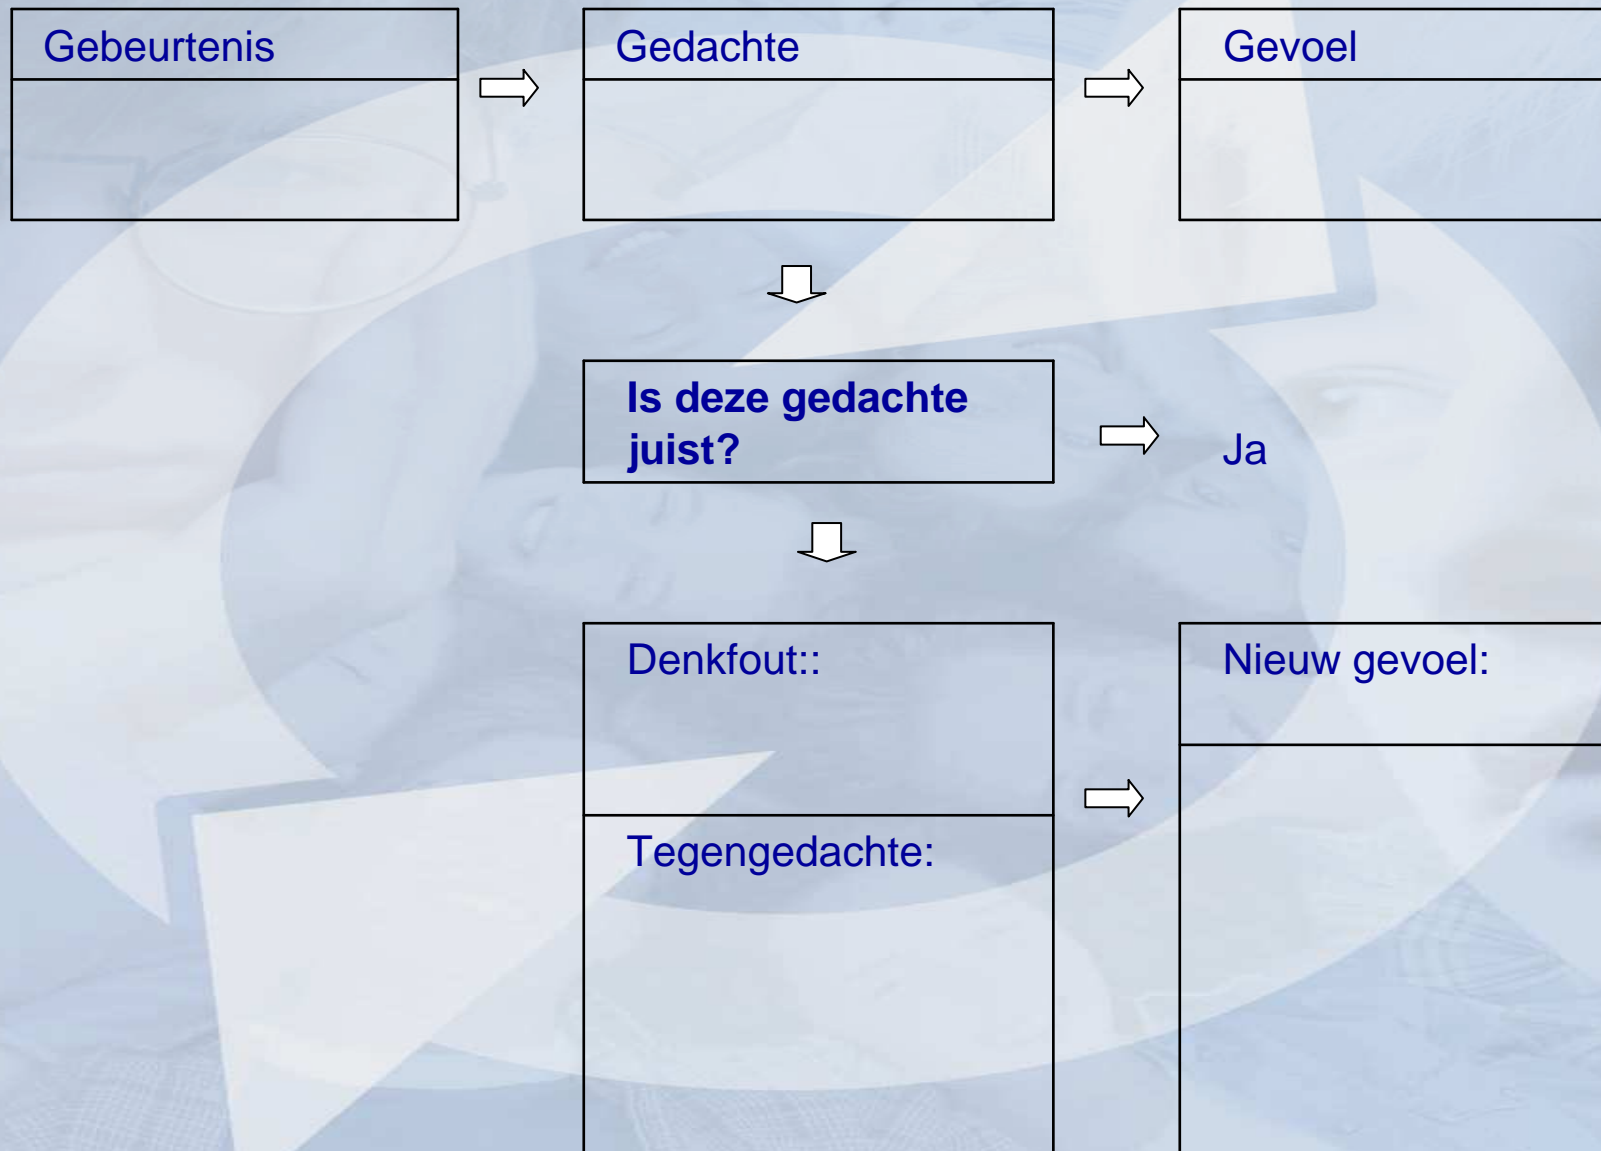 Gebeurtenis
Gedachte
Gevoel
Is deze gedachte
juist?
Ja
Denkfout::
Nieuw gevoel:
Tegengedachte: